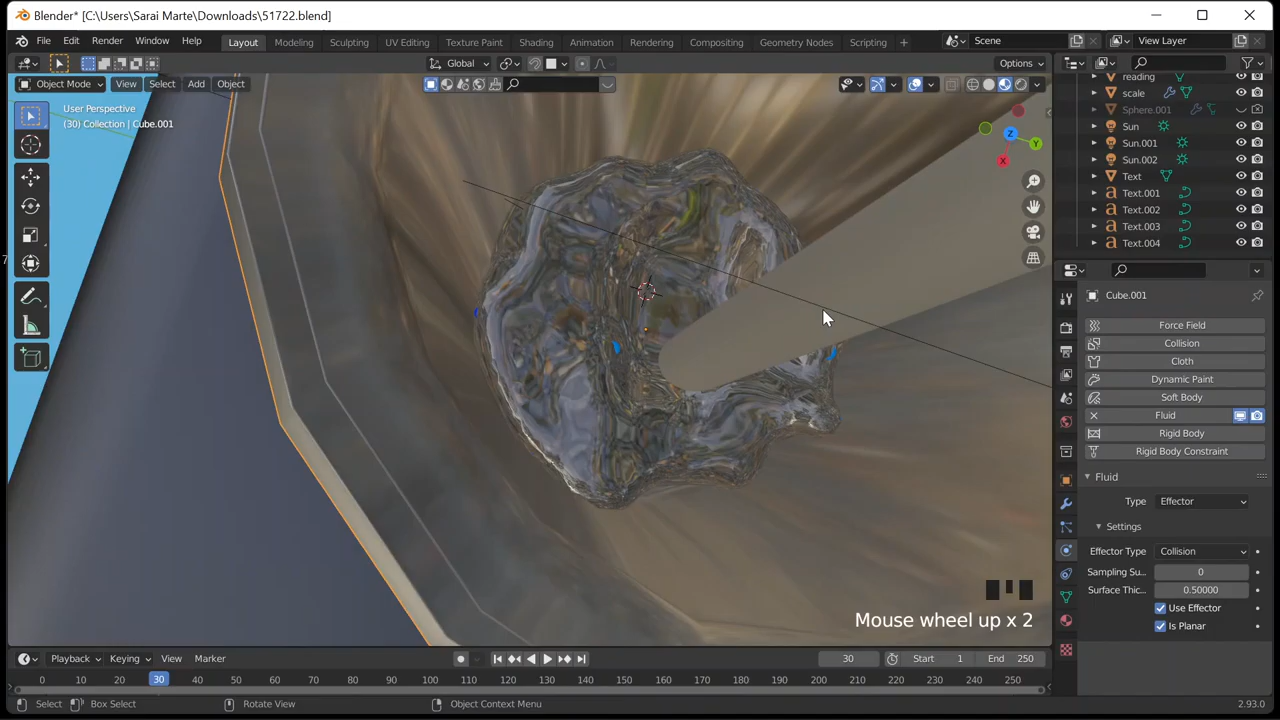 Blender* [C:\Users\Sarai Marte\Downloads\51722.blend]
File Edit Render Window Help Layout Modeling Sculpting UV Editing Texture Paint Shading Animation Rendering Compositing Geometry Nodes Scripting + Scene View Layer
Global Options
Object Mode View Select Add Object
User Perspective
(30) Collection | Cube.001
reading
scale
Sphere.001
Sun
Sun.001
Sun.002
Text
Text.001
Text.002
Text.003
Text.004
Z
Y
X
7
Cube.001
Force Field
Collision
Cloth
Dynamic Paint
Soft Body
Fluid
Rigid Body
Rigid Body Constraint
Fluid
Type Effector
Settings
Effector Type Collision
Sampling Su... 0
Surface Thic... 0.50000
Use Effector
Is Planar
Mouse wheel up x 2
Playback Keying View Marker 30 Start 1 End 250
0 10 20 30 40 50 60 70 80 90 100 110 120 130 140 150 160 170 180 190 200 210 220 230 240 250
Select Box Select Rotate View Object Context Menu 2.93.0